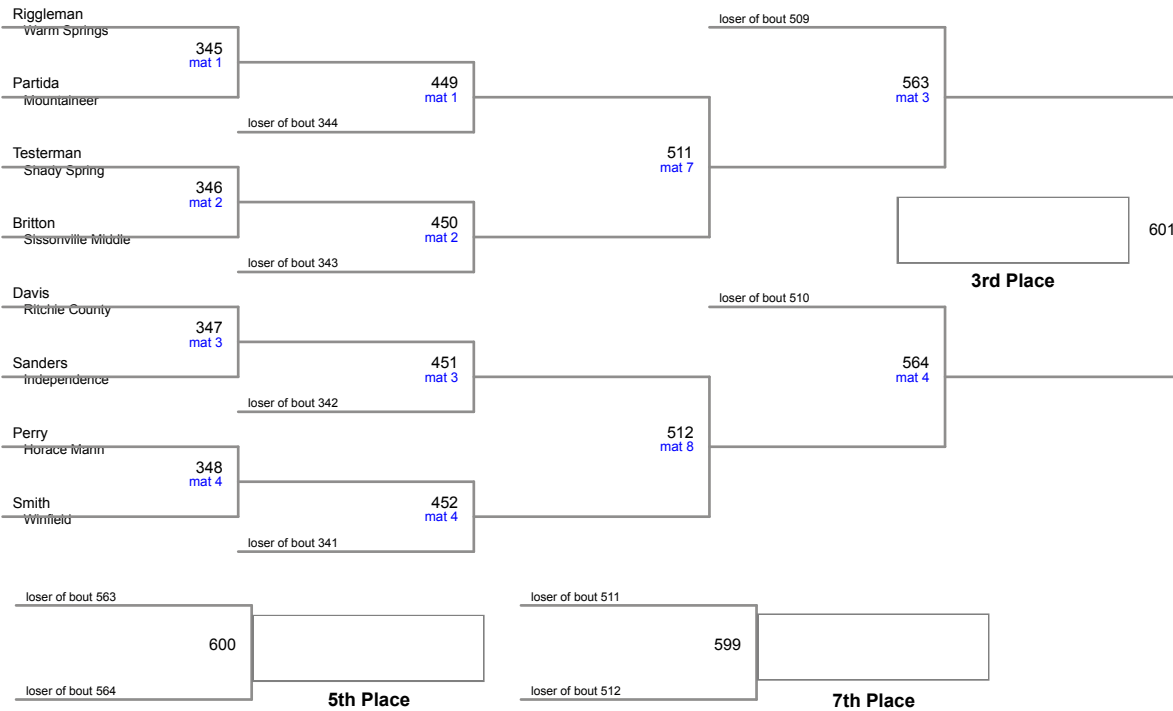 Riggleman
Warm Springs
345
mat 1
Partida
Mountaineer
449
mat 1
loser of bout 344
Testerman
Shady Spring
346
mat 2
Britton
Sissonville Middle
450
mat 2
loser of bout 343
511
mat 7
loser of bout 509
563
mat 3
Davis
Ritchie County
347
mat 3
Sanders
Independence
451
mat 3
loser of bout 342
Perry
Horace Mann
348
mat 4
Smith
Winfield
452
mat 4
loser of bout 341
512
mat 8
loser of bout 510
564
mat 4
601
3rd Place
loser of bout 563
600
loser of bout 564
5th Place
loser of bout 511
599
loser of bout 512
7th Place